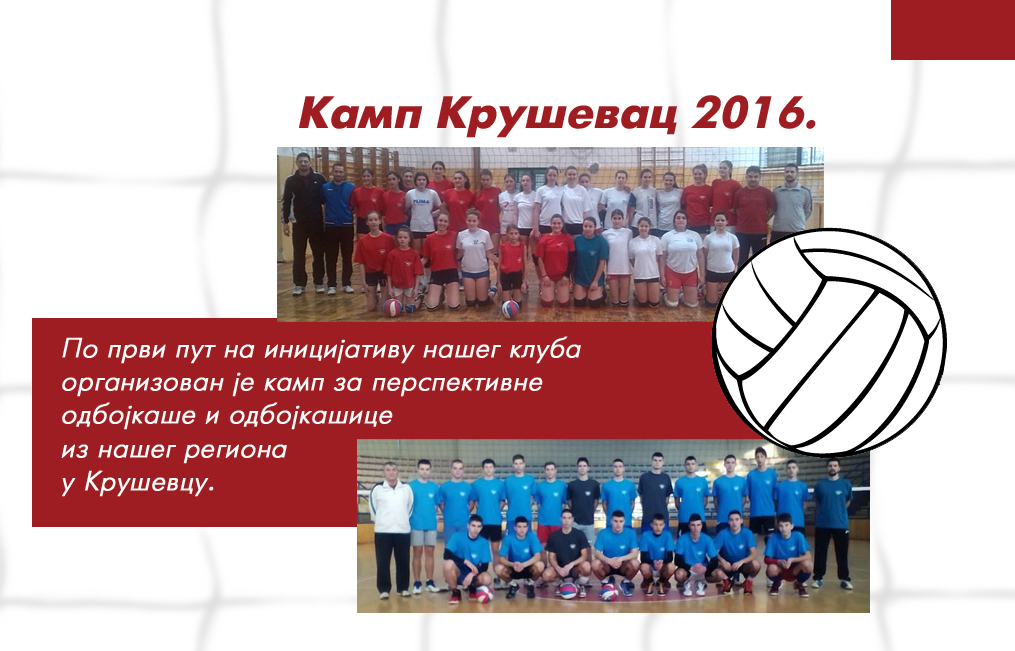 Камп Крушевац 2016.
По први пут на иницијативу нашег клуба
организован је камп за перспективне
одбојкаше и одбојкашице
из нашег региона
у Крушевцу.